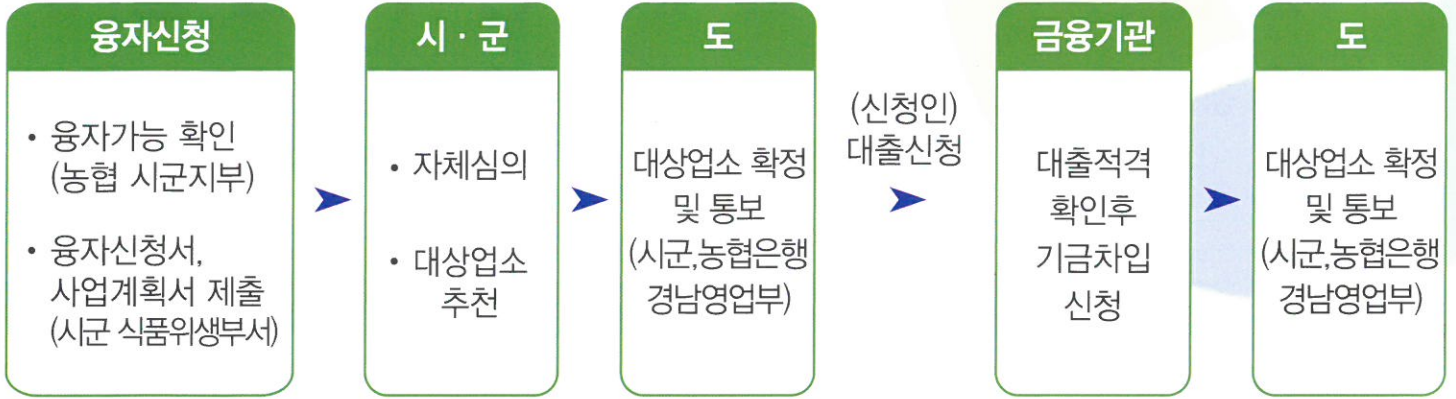 융자신청
• 융자가능 확인
(농협 시군지부)
• 융자신청서,
사업계획서 제출
(시군 식품위생부서)
시 · 군
• 자체심의
• 대상업소
추천
도
대상업소 확정
및 통보
(시군,농협은행
경남영업부)
(신청인)
대출신청
금융기관
대출적격
확인후
기금차입
신청
도
대상업소 확정
및 통보
(시군,농협은행
경남영업부)